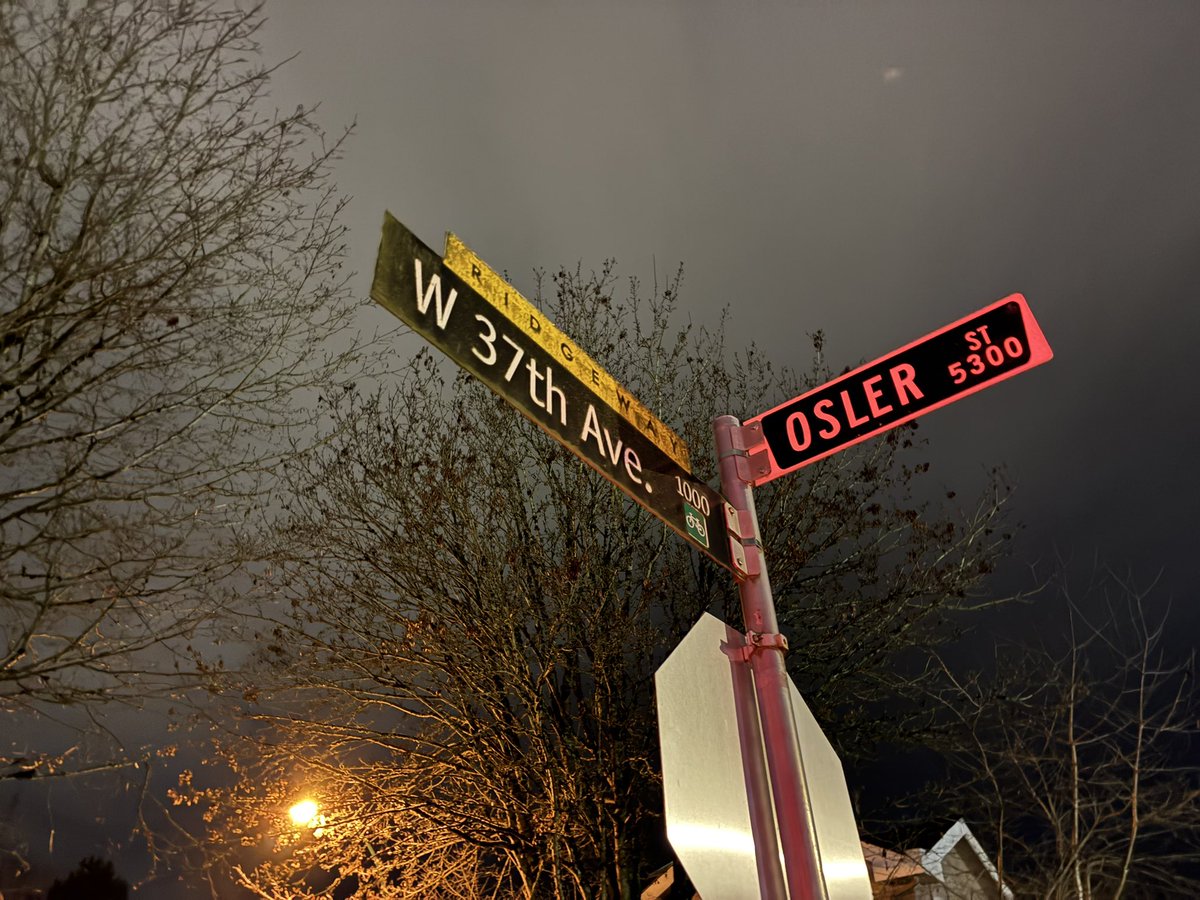 RIDGEWAY
W 37th Ave.
1000
OSLER ST
5300